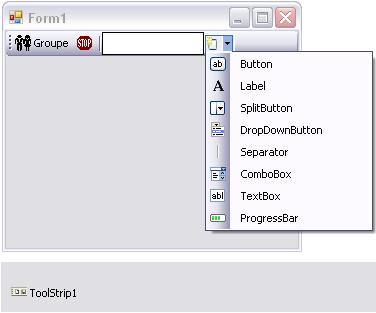 Form1
Groupe STOP
ab Button
A Label
SplitButton
DropDownButton
Separator
ComboBox
abl TextBox
ProgressBar
ToolStrip1